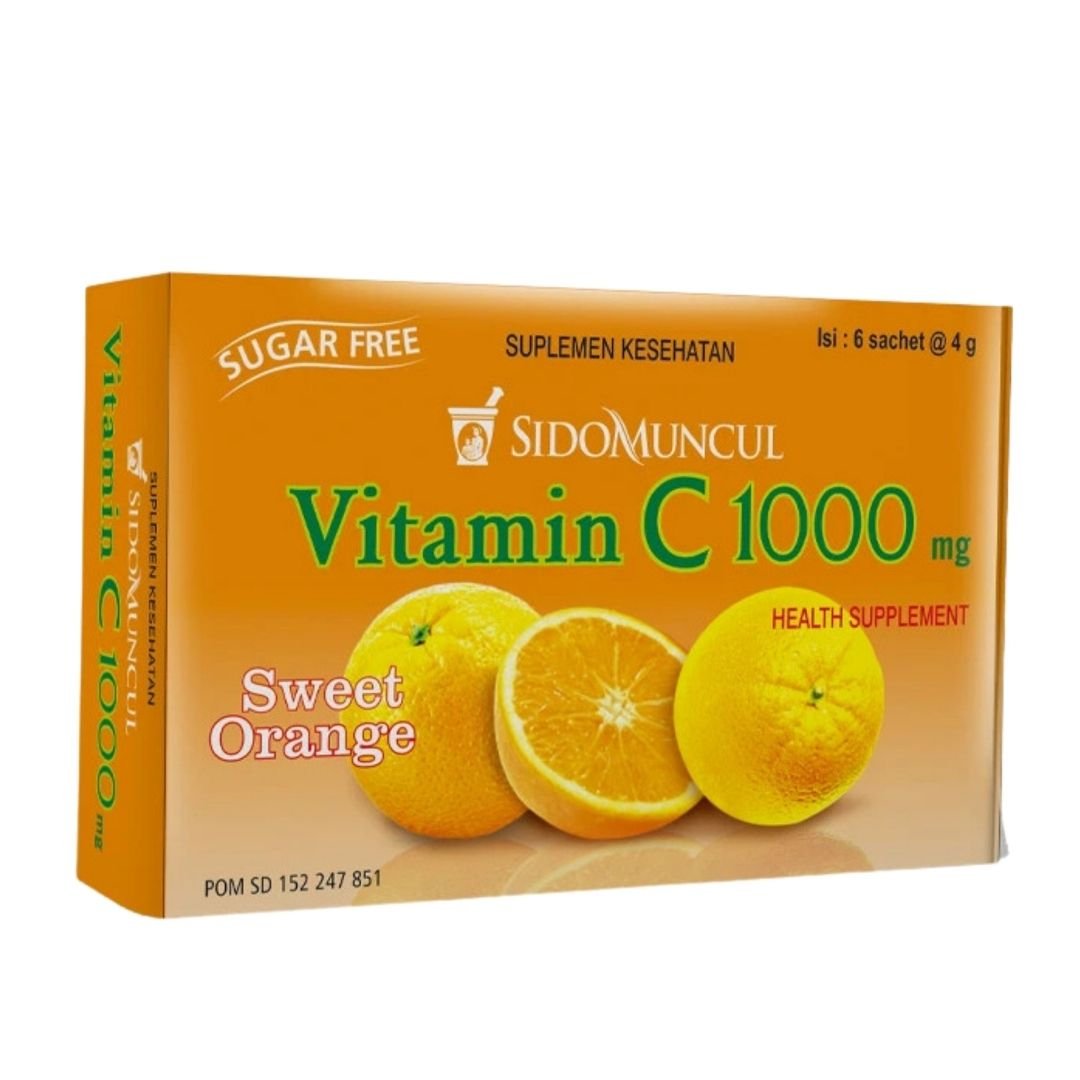 SUGAR FREE
SUPLEMEN KESEHATAN
Isi : 6 sachet @ 4 g
SIDOMUNCUL
Vitamin C 1000 mg
HEALTH SUPPLEMENT
Sweet
Orange
POM SD 152 247 851
Vitamin C 1000 mg
SIDOMUNCUL
SUPLEMEN KESEHATAN